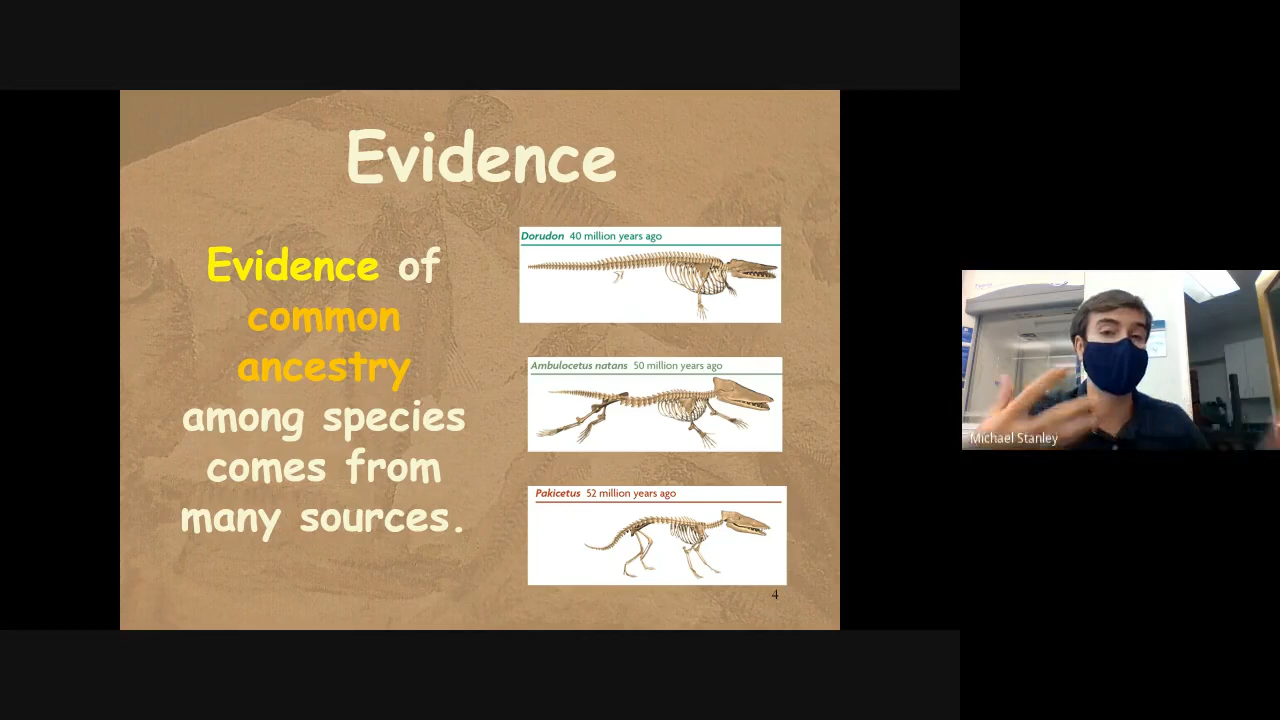 Evidence
Evidence of
common
ancestry
among species
comes from
many sources.
Dorudon 40 million years ago
Ambulocetus natans 50 million years ago
Pakicetus 52 million years ago
4
Michael Stanley